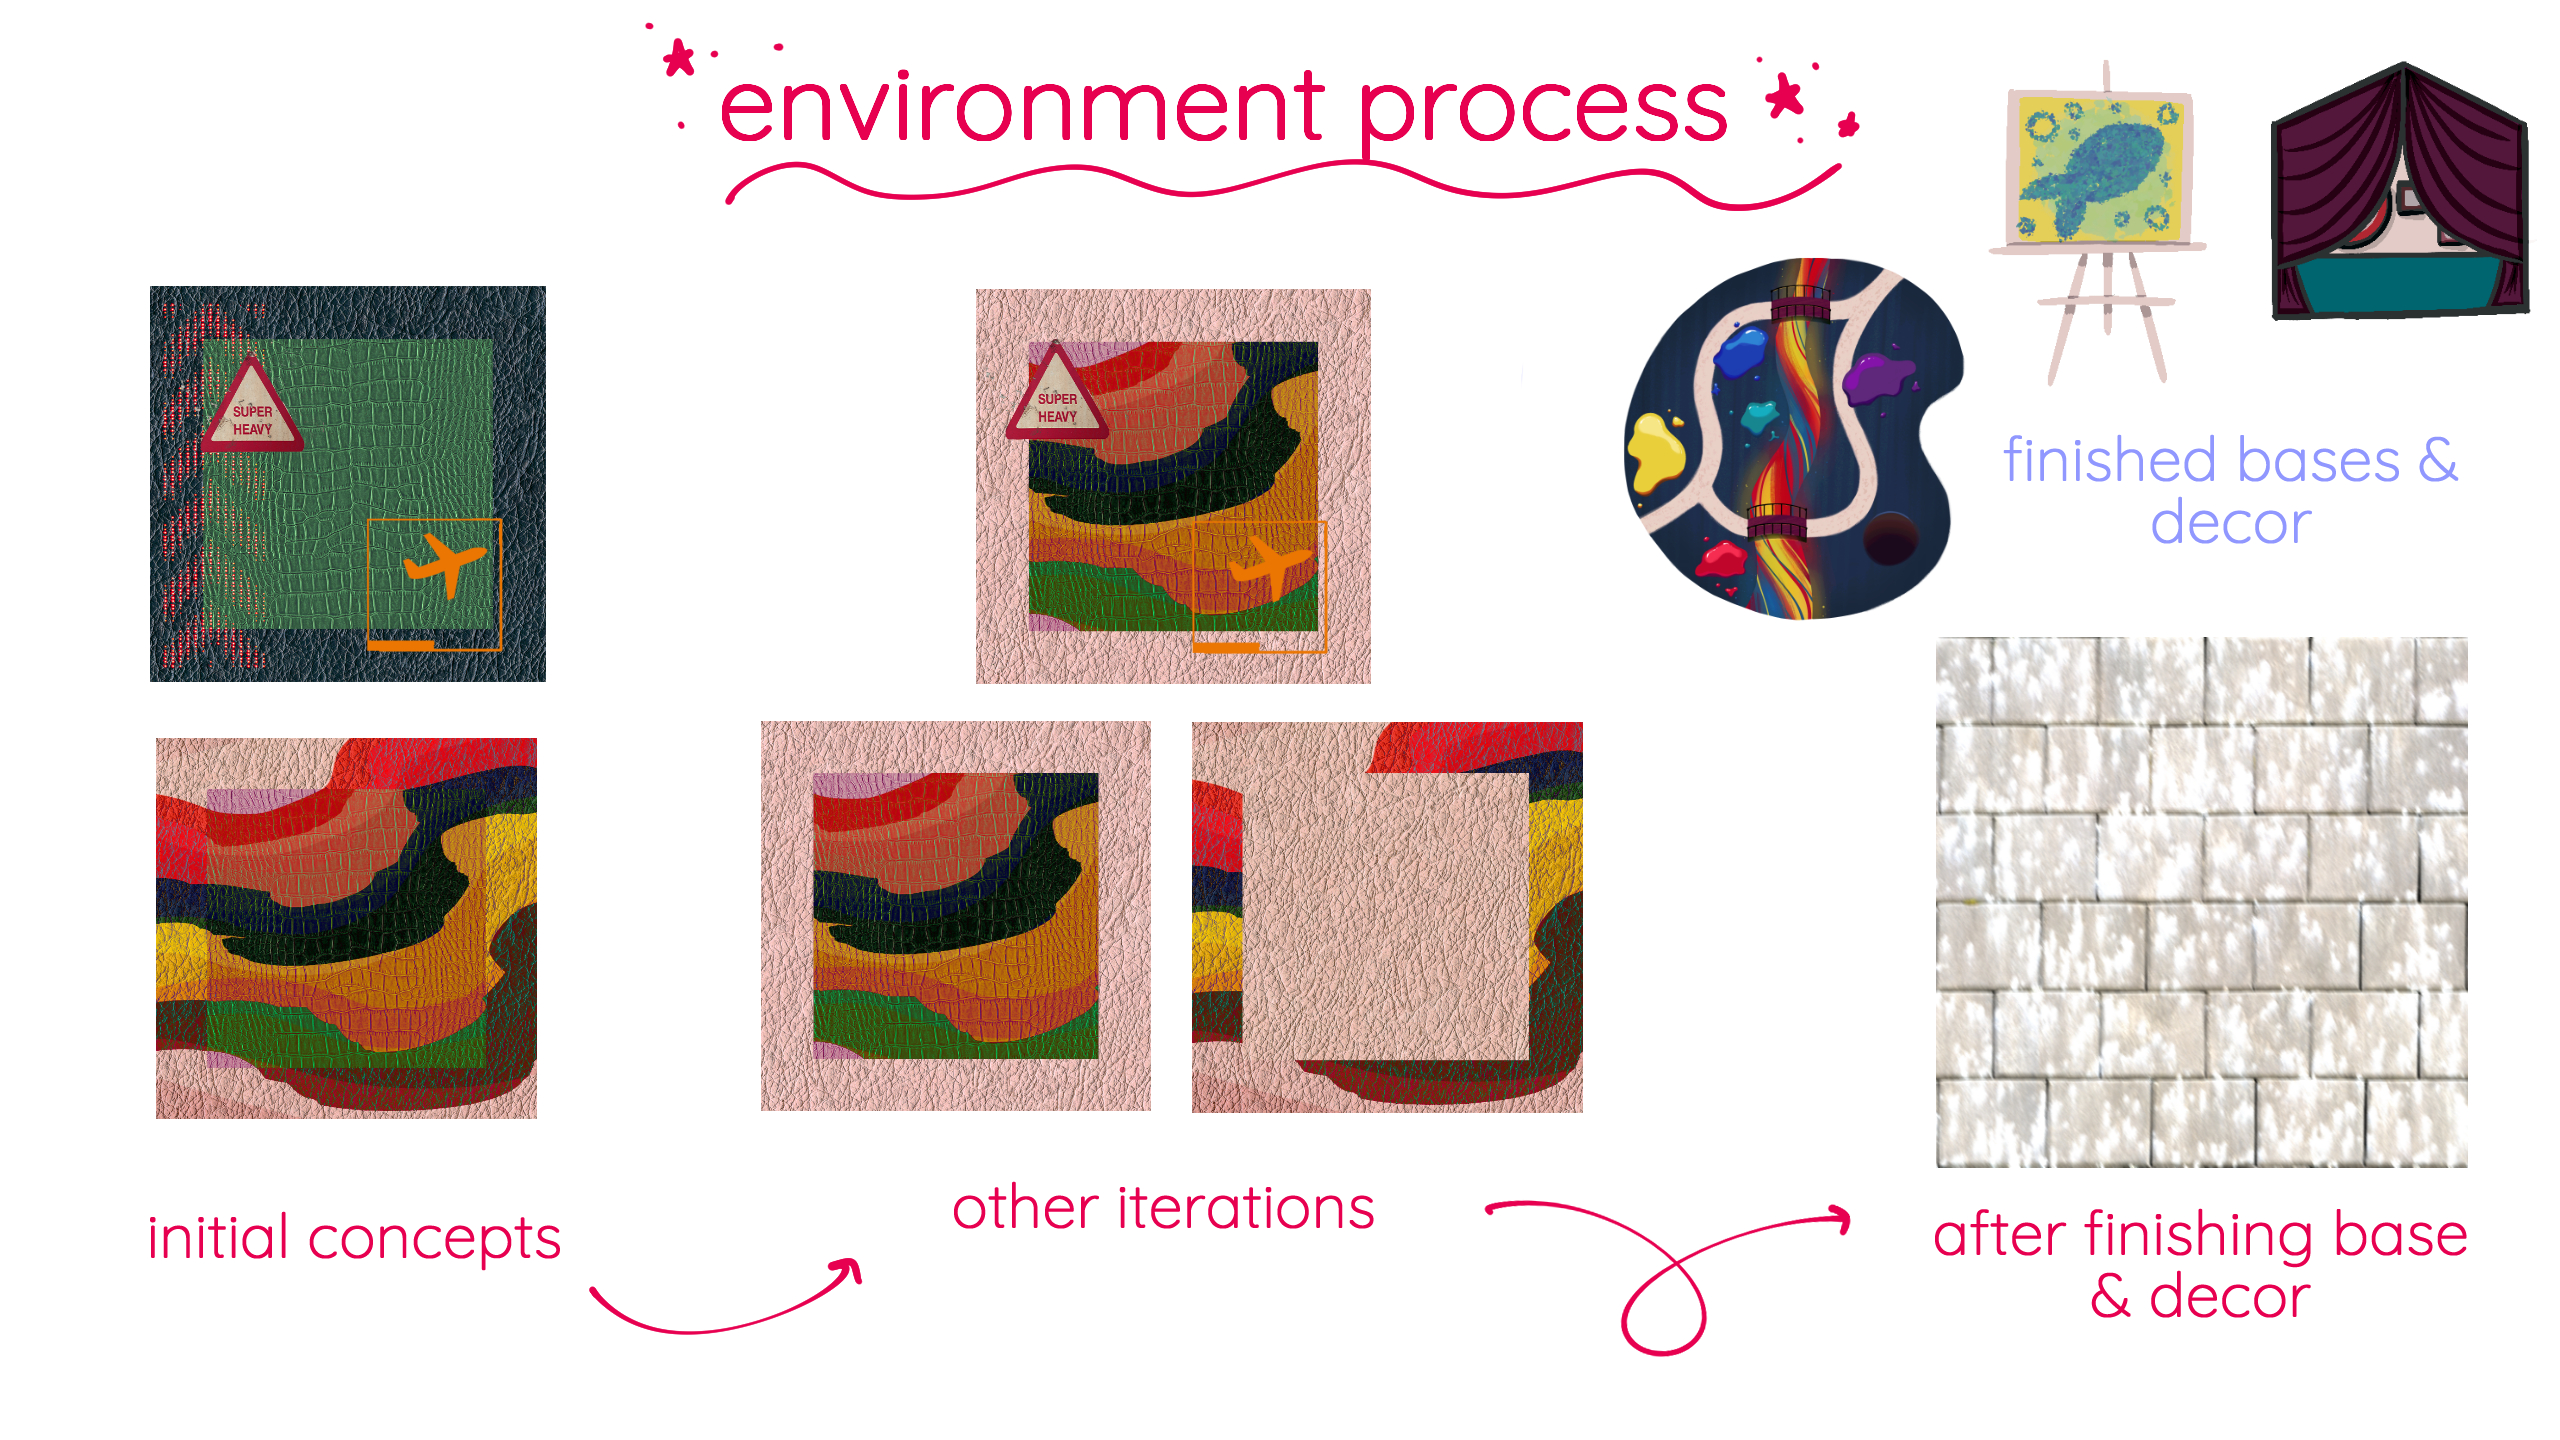 environment process
SUPER
HEAVY
SUPER
HEAVY
finished bases &
decor
initial concepts
other iterations
after finishing base
& decor